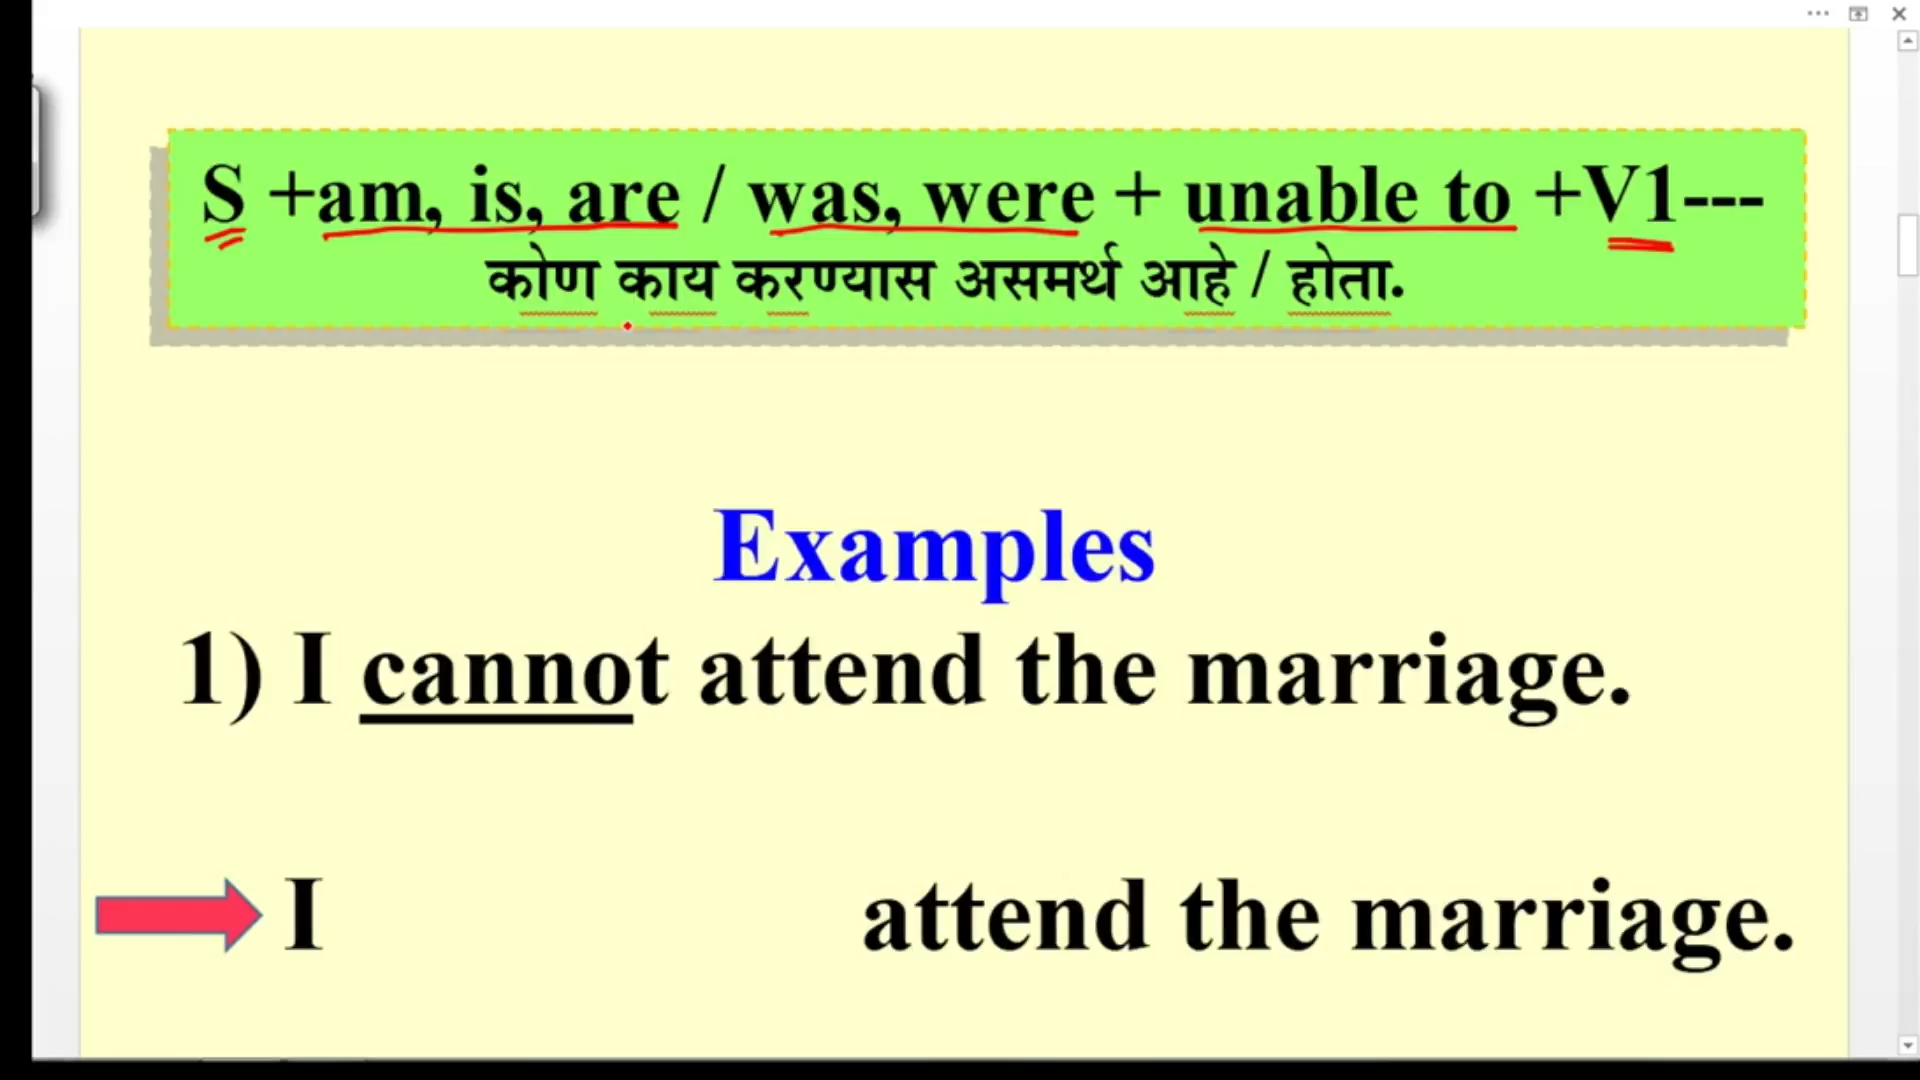 S +am, is, are / was, were + unable to +V1---
कोण काय करण्यास असमर्थ आहे / होता.
Examples
1) I cannot attend the marriage.
I attend the marriage.